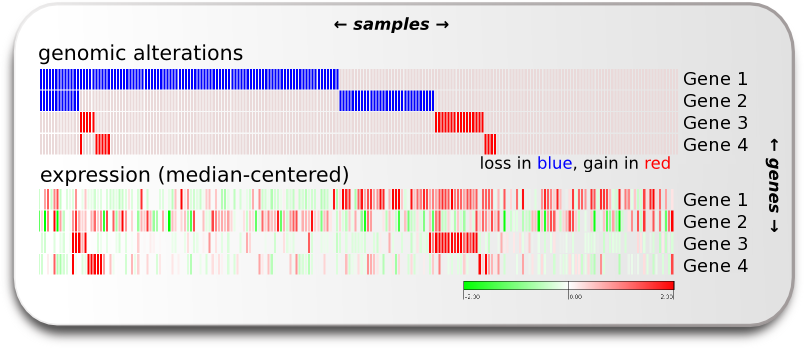 ← samples →
genomic alterations
Gene 1
Gene 2
Gene 3
Gene 4
loss in blue, gain in red
expression (median-centered)
Gene 1
Gene 2
Gene 3
Gene 4
← genes →
-2.00 0.00 2.00